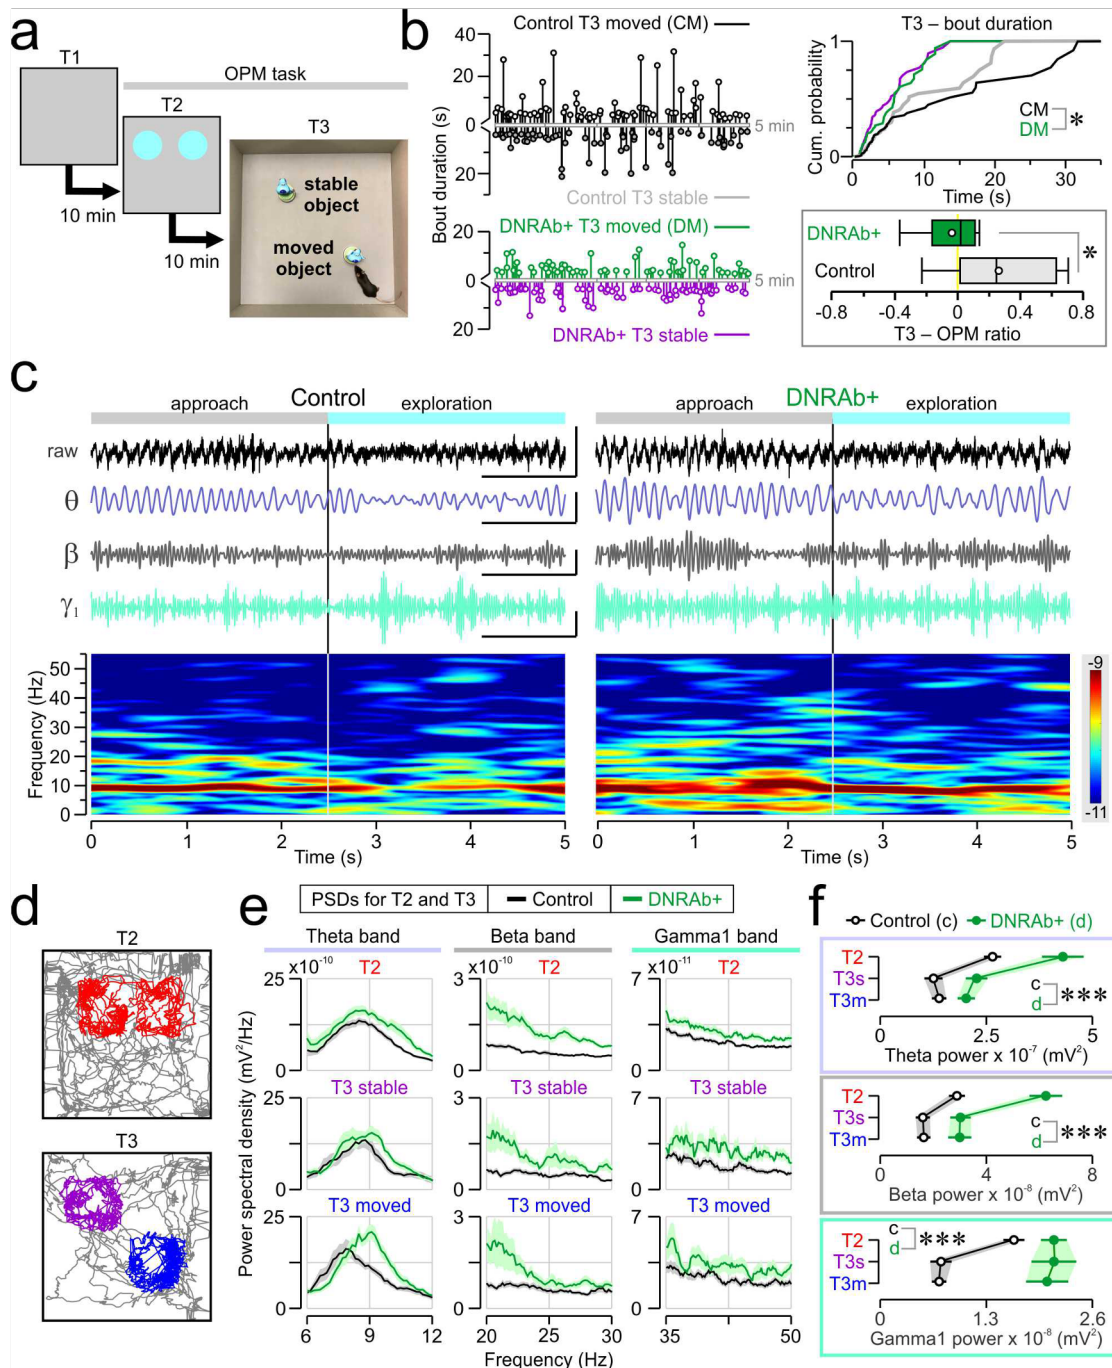 a
T1
OPM task
T2
T3
10 min
10 min
stable
object
moved
object
b
Control T3 moved (CM)
40
20
0
20
5 min
Bout duration (s)
Control T3 stable
DNRAb+ T3 moved (DM)
20
0
20
5 min
DNRAb+ T3 stable
T3 – bout duration
1
0
Cum. probability
CM
DM
*
0 10 20 30
Time (s)
DNRAb+
Control
*
-0.8 -0.4 0 0.4 0.8
T3 – OPM ratio
c
Control
approach exploration
DNRAb+
approach exploration
raw
θ
β
γ1
50
40
30
20
10
0
Frequency (Hz)
0 1 2 3 4 5
Time (s)
0 1 2 3 4 5
Time (s)
-9
-11
d
T2
T3
e
PSDs for T2 and T3 Control DNRAb+
Theta band Beta band Gamma1 band
x10-10 T2 x10-10 T2 x10-11 T2
25 3 7
0 0 0
T3 stable T3 stable T3 stable
25 3 7
0 0 0
T3 moved T3 moved T3 moved
25 3 7
0 0 0
Power spectral density (mV2/Hz)
6 9 12 20 30 40 50 35 50
Frequency (Hz)
f
Control (c) DNRAb+ (d)
T2
T3s
T3m
c
d
***
0 2.5 5
Theta power x 10-7 (mV2)
T2
T3s
T3m
c
d
***
0 4 8
Beta power x 10-8 (mV2)
T2
T3s
T3m
c
d
***
0 1.3 2.6
Gamma1 power x 10-8 (mV2)